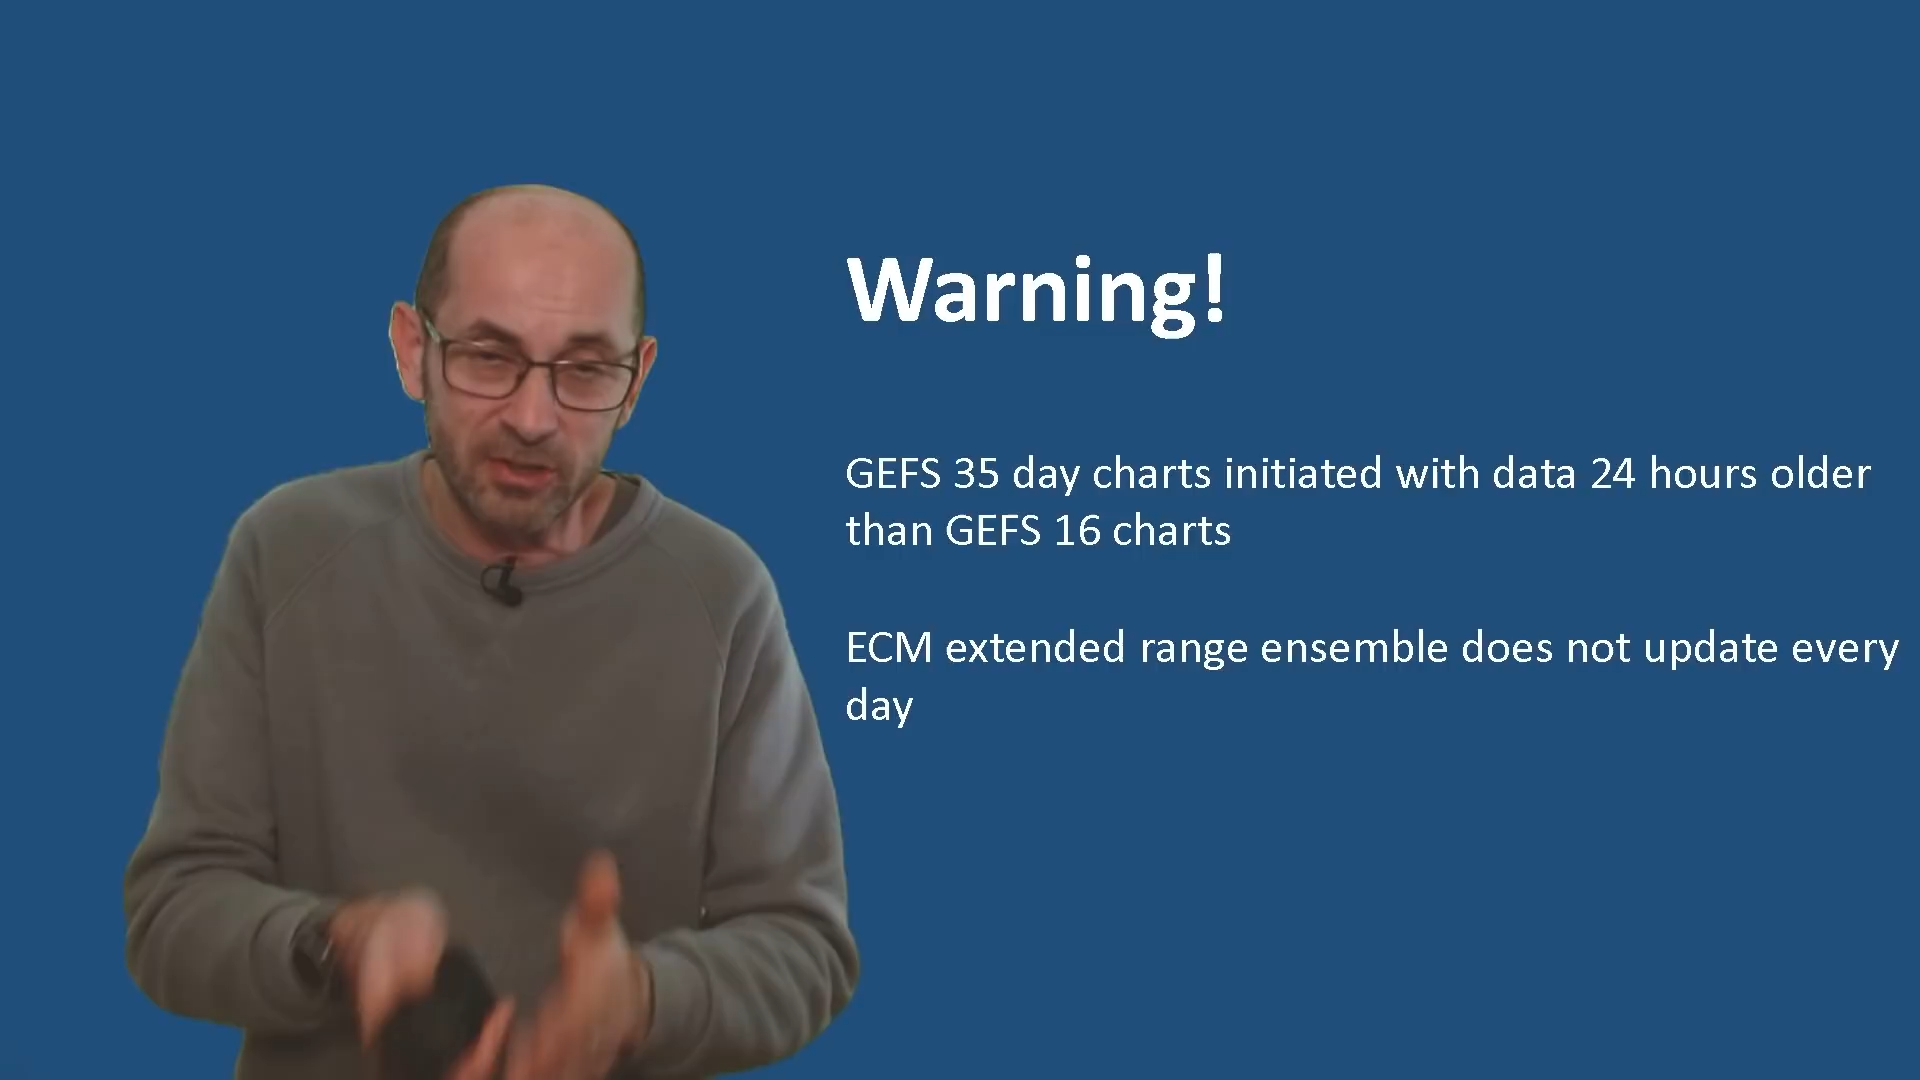 Warning!
GEFS 35 day charts initiated with data 24 hours older
than GEFS 16 charts
ECM extended range ensemble does not update every
day